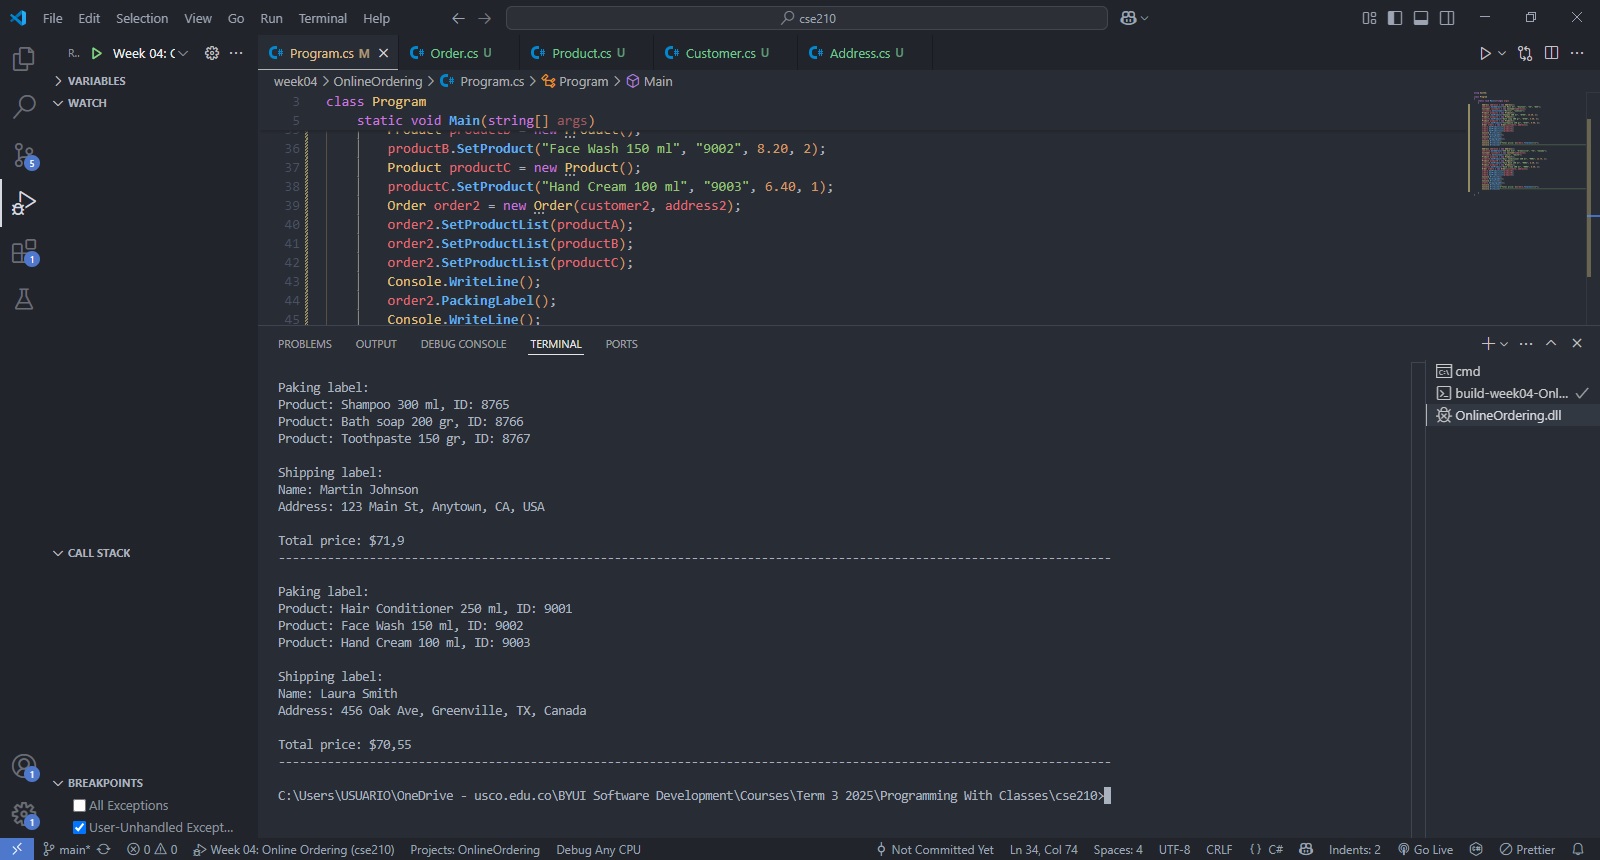 File Edit Selection View Go Run Terminal Help
cse210
R.. Week 04: C
Program.cs M Order.cs U Product.cs U Customer.cs U Address.cs U
VARIABLES
WATCH
CALL STACK
BREAKPOINTS
All Exceptions
User-Unhandled Except...
5
1
1
1
week04 > OnlineOrdering > Program.cs > Program > Main
3 class Program
5 static void Main(string[] args)
35 Product productB = new Product();
36 productB.SetProduct("Face Wash 150 ml", "9002", 8.20, 2);
37 Product productC = new Product();
38 productC.SetProduct("Hand Cream 100 ml", "9003", 6.40, 1);
39 Order order2 = new Order(customer2, address2);
40 order2.SetProductList(productA);
41 order2.SetProductList(productB);
42 order2.SetProductList(productC);
43 Console.WriteLine();
44 order2.PackingLabel();
45 Console.WriteLine();
PROBLEMS OUTPUT DEBUG CONSOLE TERMINAL PORTS
Paking label:
Product: Shampoo 300 ml, ID: 8765
Product: Bath soap 200 gr, ID: 8766
Product: Toothpaste 150 gr, ID: 8767
Shipping label:
Name: Martin Johnson
Address: 123 Main St, Anytown, CA, USA
Total price: $71,9
-----------------------------------------------------------------------------------------------------------------------
Paking label:
Product: Hair Conditioner 250 ml, ID: 9001
Product: Face Wash 150 ml, ID: 9002
Product: Hand Cream 100 ml, ID: 9003
Shipping label:
Name: Laura Smith
Address: 456 Oak Ave, Greenville, TX, Canada
Total price: $70,55
-----------------------------------------------------------------------------------------------------------------------
C:\Users\USUARIO\OneDrive - usco.edu.co\BYUI Software Development\Courses\Term 3 2025\Programming With Classes\cse210>
cmd
build-week04-Onl...
OnlineOrdering.dll
main* 0 0 Week 04: Online Ordering (cse210) Projects: OnlineOrdering Debug Any CPU Not Committed Yet Ln 34, Col 74 Spaces: 4 UTF-8 CRLF {} C# Indents: 2 Go Live Prettier